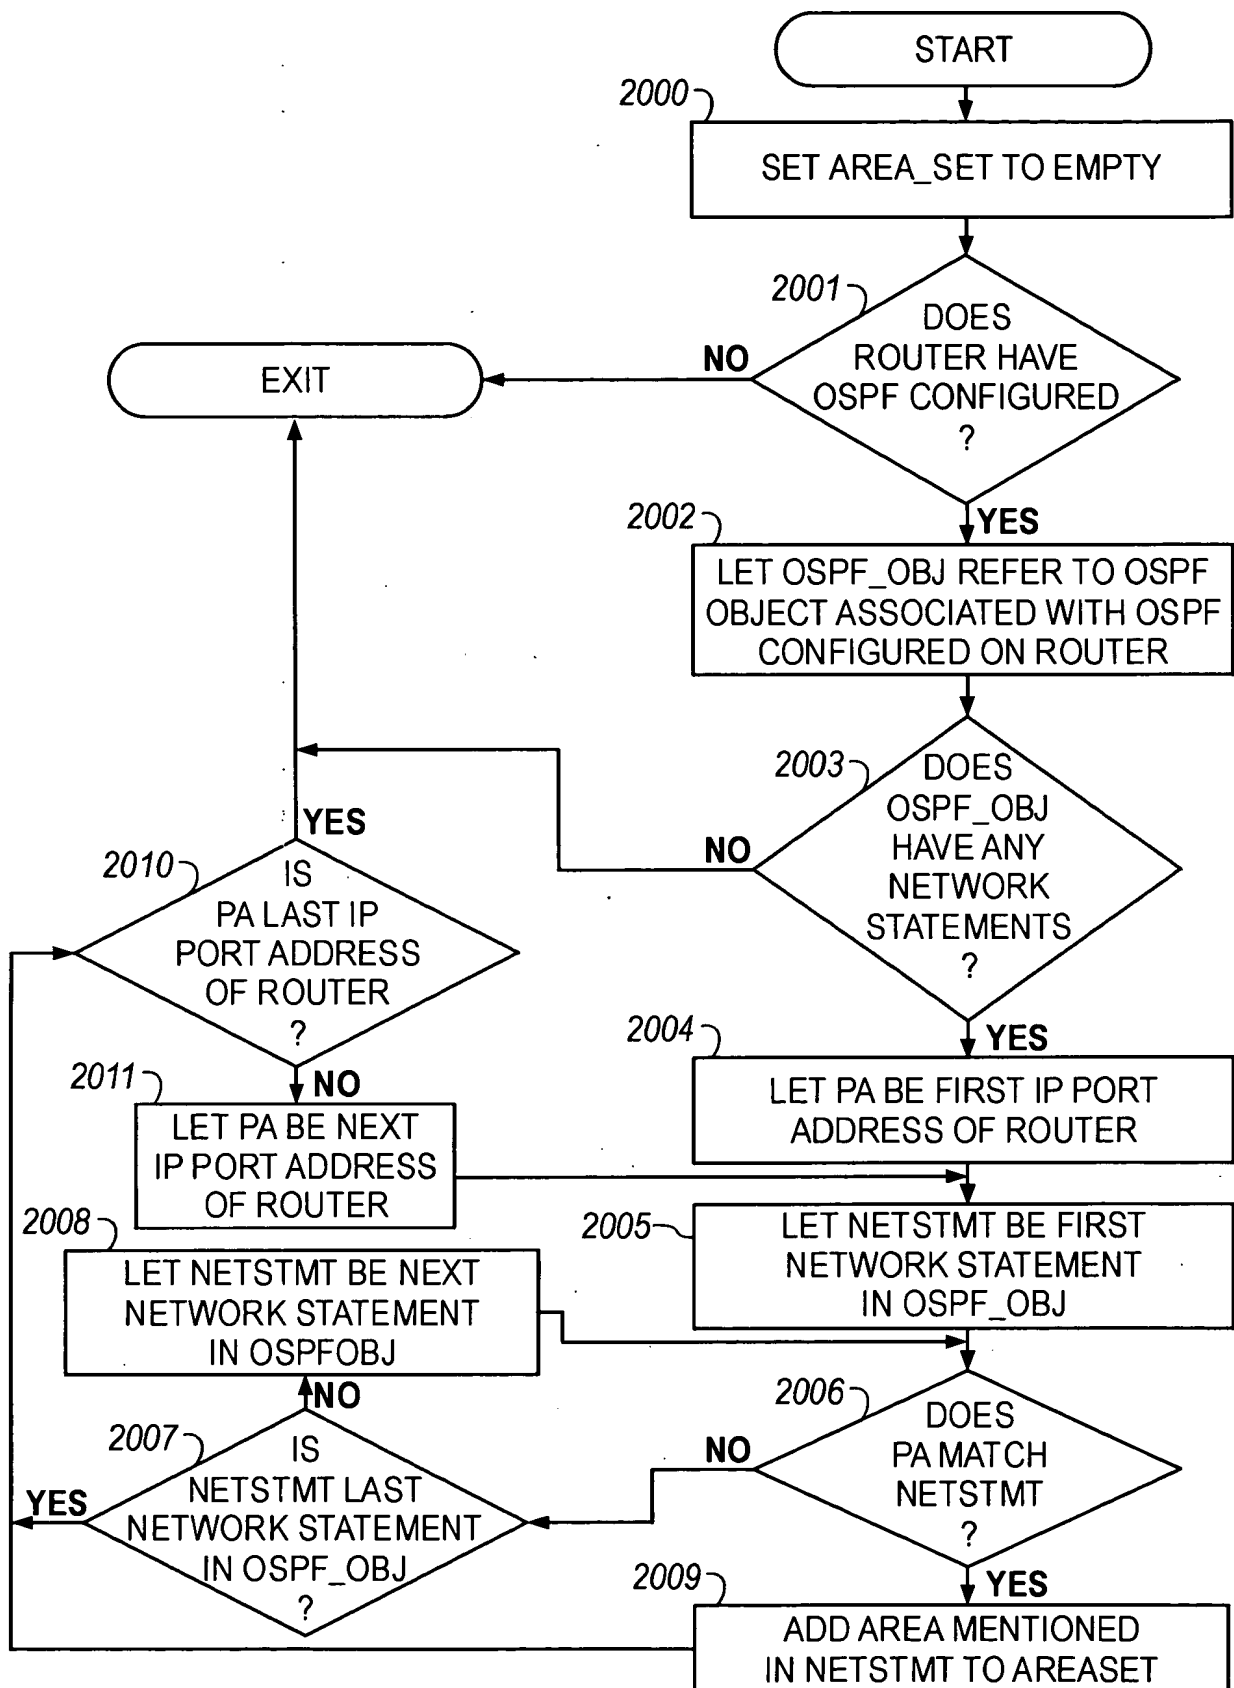 START
2000
SET AREA_SET TO EMPTY
2001
DOES
ROUTER HAVE
OSPF CONFIGURED
?
NO
EXIT
YES
2002
LET OSPF_OBJ REFER TO OSPF
OBJECT ASSOCIATED WITH OSPF
CONFIGURED ON ROUTER
2003
DOES
OSPF_OBJ
HAVE ANY
NETWORK
STATEMENTS
?
NO
YES
2010
IS
PA LAST IP
PORT ADDRESS
OF ROUTER
?
YES
NO
2004
LET PA BE FIRST IP PORT
ADDRESS OF ROUTER
2011
LET PA BE NEXT
IP PORT ADDRESS
OF ROUTER
2005
LET NETSTMT BE FIRST
NETWORK STATEMENT
IN OSPF_OBJ
2008
LET NETSTMT BE NEXT
NETWORK STATEMENT
IN OSPFOBJ
NO
2006
DOES
PA MATCH
NETSTMT
?
NO
YES
2007
IS
NETSTMT LAST
NETWORK STATEMENT
IN OSPF_OBJ
?
YES
2009
ADD AREA MENTIONED
IN NETSTMT TO AREASET